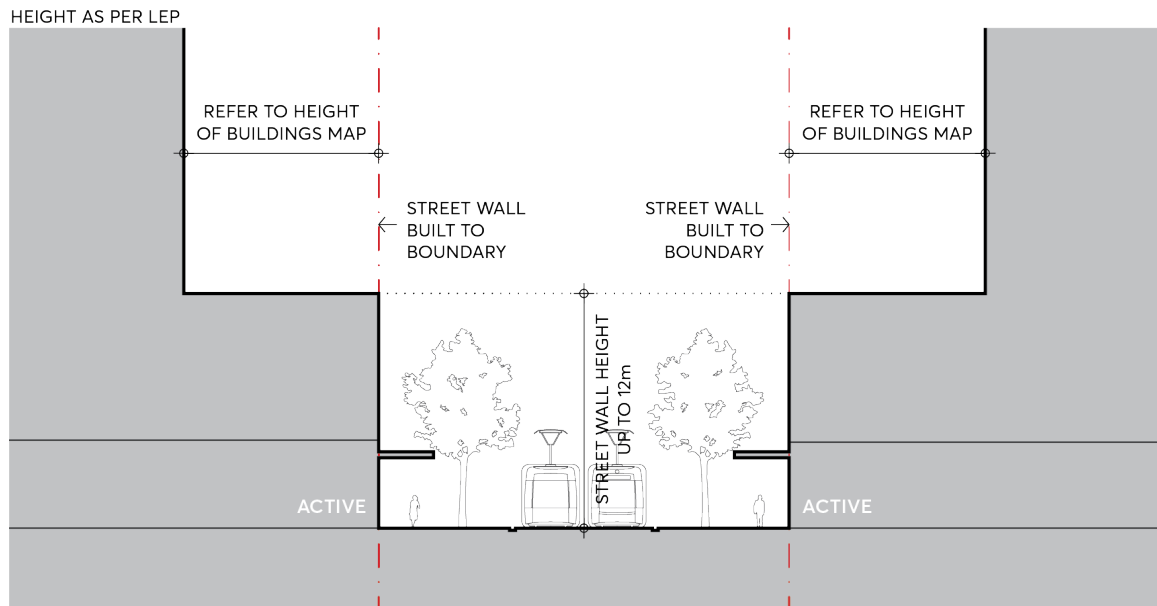 HEIGHT AS PER LEP
REFER TO HEIGHT
OF BUILDINGS MAP
REFER TO HEIGHT
OF BUILDINGS MAP
STREET WALL
BUILT TO
BOUNDARY
STREET WALL
BUILT TO
BOUNDARY
STREET WALL HEIGHT
UP TO 12m
ACTIVE
ACTIVE